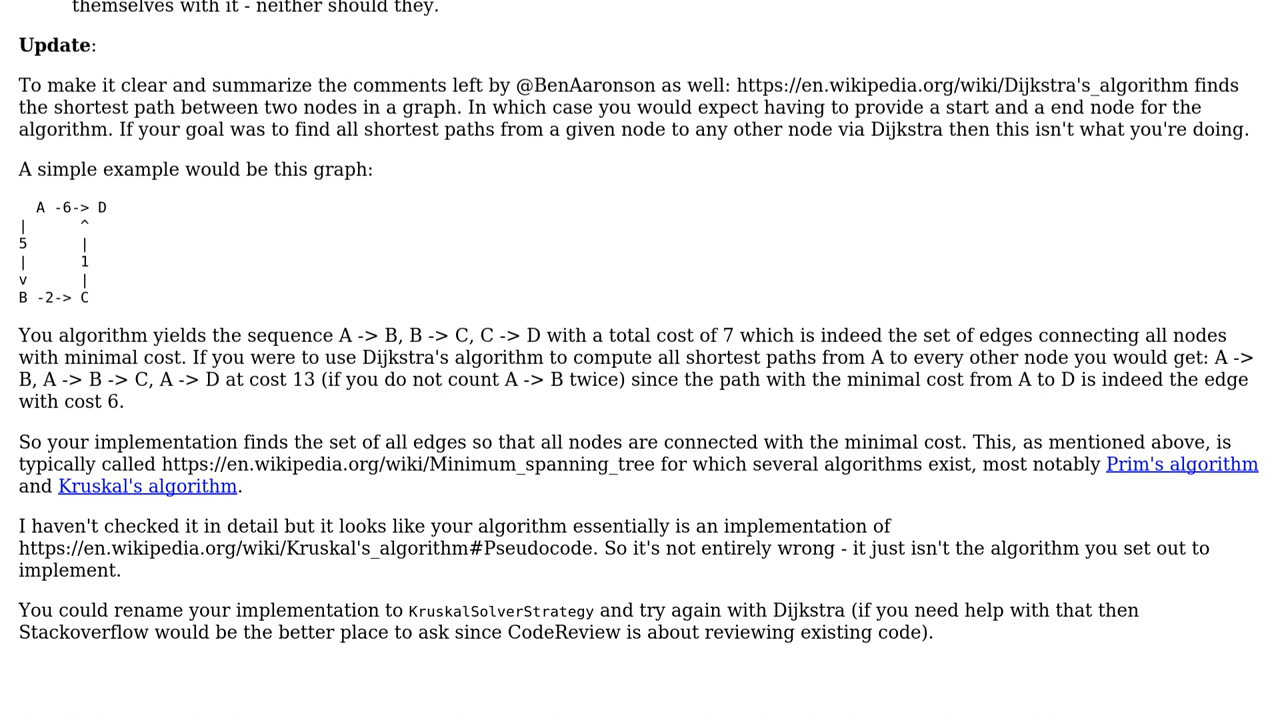 themselves with it - neither should they.
Update:
To make it clear and summarize the comments left by @BenAaronson as well: https://en.wikipedia.org/wiki/Dijkstra's_algorithm finds
the shortest path between two nodes in a graph. In which case you would expect having to provide a start and a end node for the
algorithm. If your goal was to find all shortest paths from a given node to any other node via Dijkstra then this isn't what you're doing.
A simple example would be this graph:
  A -6-> D
|      ^
5      |
|      1
v      |
B -2-> C
You algorithm yields the sequence A -> B, B -> C, C -> D with a total cost of 7 which is indeed the set of edges connecting all nodes
with minimal cost. If you were to use Dijkstra's algorithm to compute all shortest paths from A to every other node you would get: A ->
B, A -> B -> C, A -> D at cost 13 (if you do not count A -> B twice) since the path with the minimal cost from A to D is indeed the edge
with cost 6.
So your implementation finds the set of all edges so that all nodes are connected with the minimal cost. This, as mentioned above, is
typically called https://en.wikipedia.org/wiki/Minimum_spanning_tree for which several algorithms exist, most notably Prim's algorithm
and Kruskal's algorithm.
I haven't checked it in detail but it looks like your algorithm essentially is an implementation of
https://en.wikipedia.org/wiki/Kruskal's_algorithm#Pseudocode. So it's not entirely wrong - it just isn't the algorithm you set out to
implement.
You could rename your implementation to KruskalSolverStrategy and try again with Dijkstra (if you need help with that then
Stackoverflow would be the better place to ask since CodeReview is about reviewing existing code).